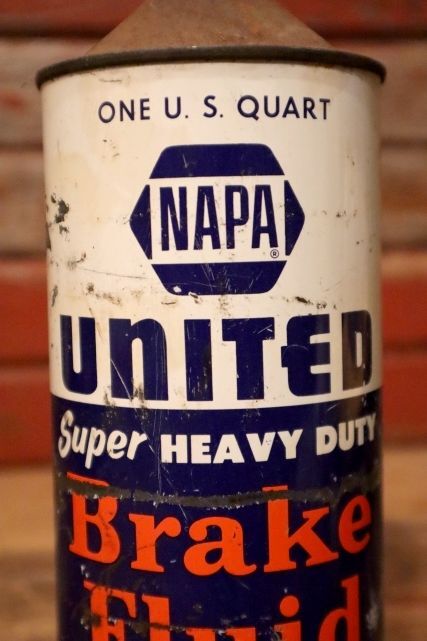 ONE U. S. QUART
NAPA®
UNITED
Super HEAVY DUTY
Brake
Fluid